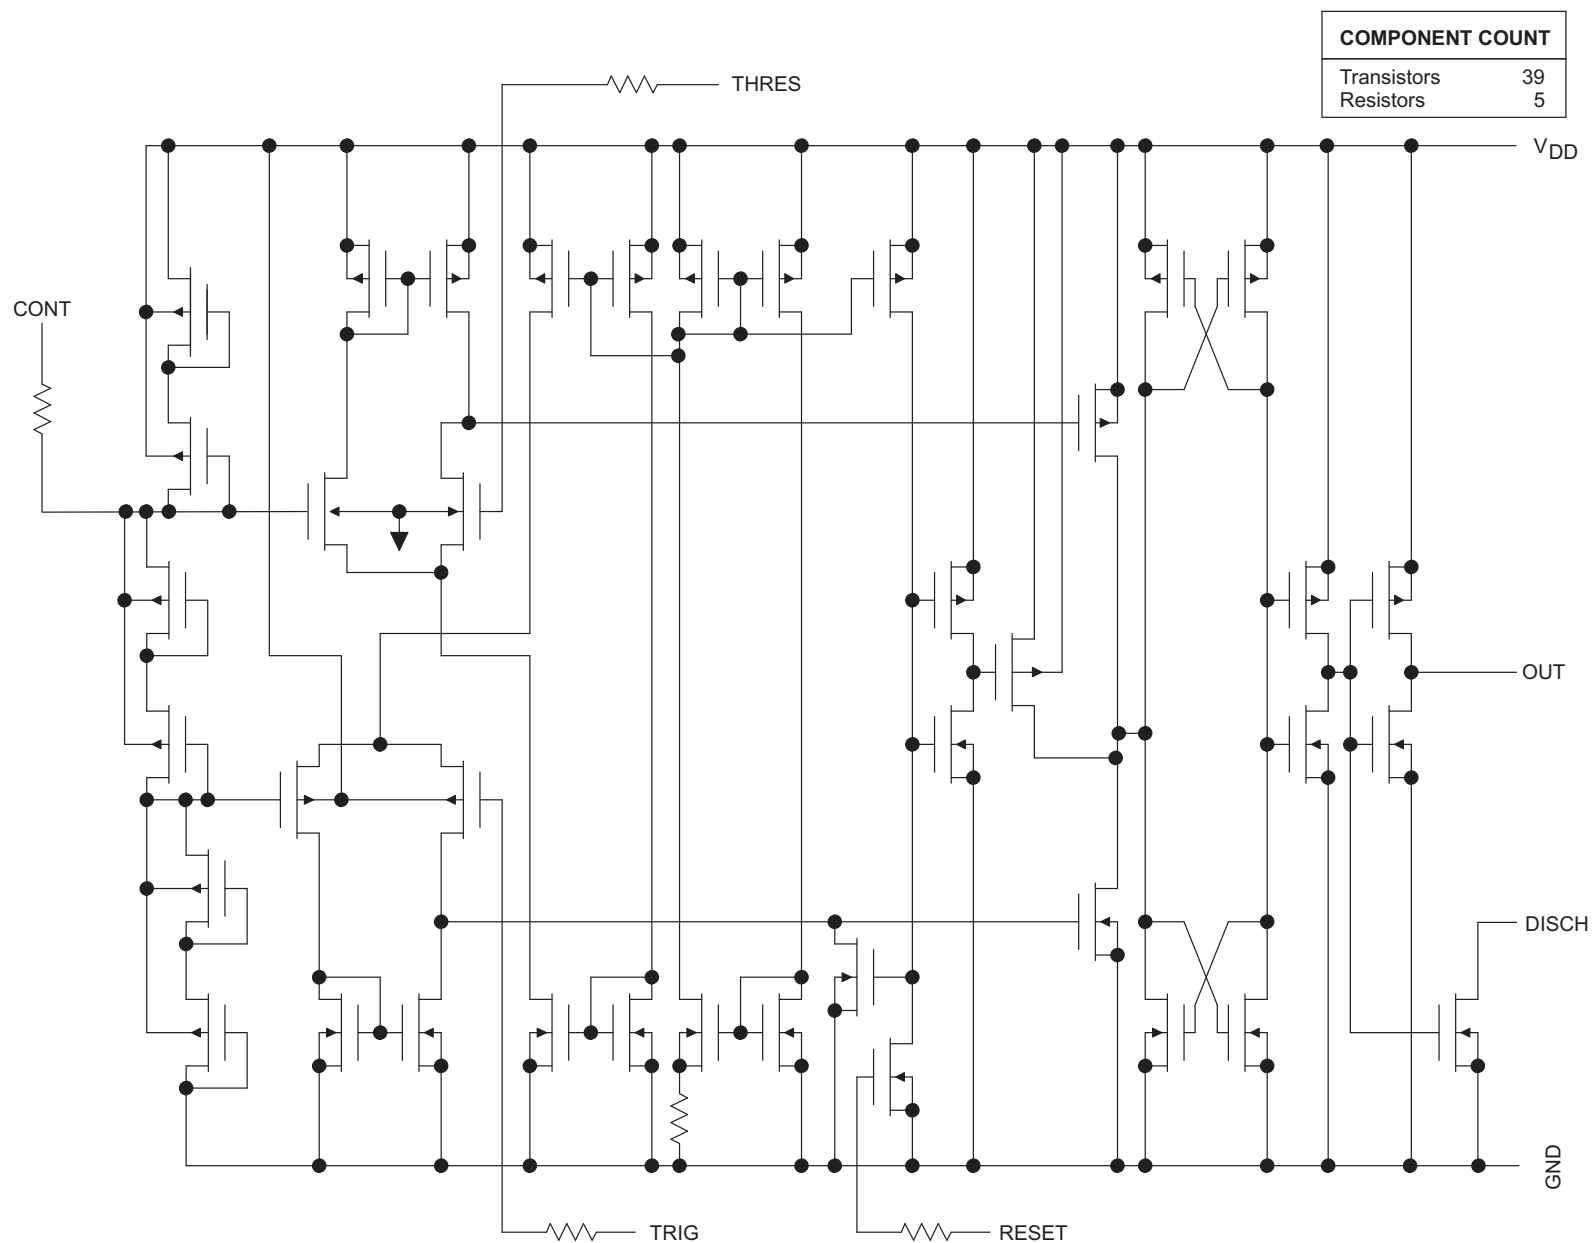 COMPONENT COUNT
Transistors 39
Resistors 5
THRES
VDD
CONT
OUT
DISCH
GND
TRIG
RESET